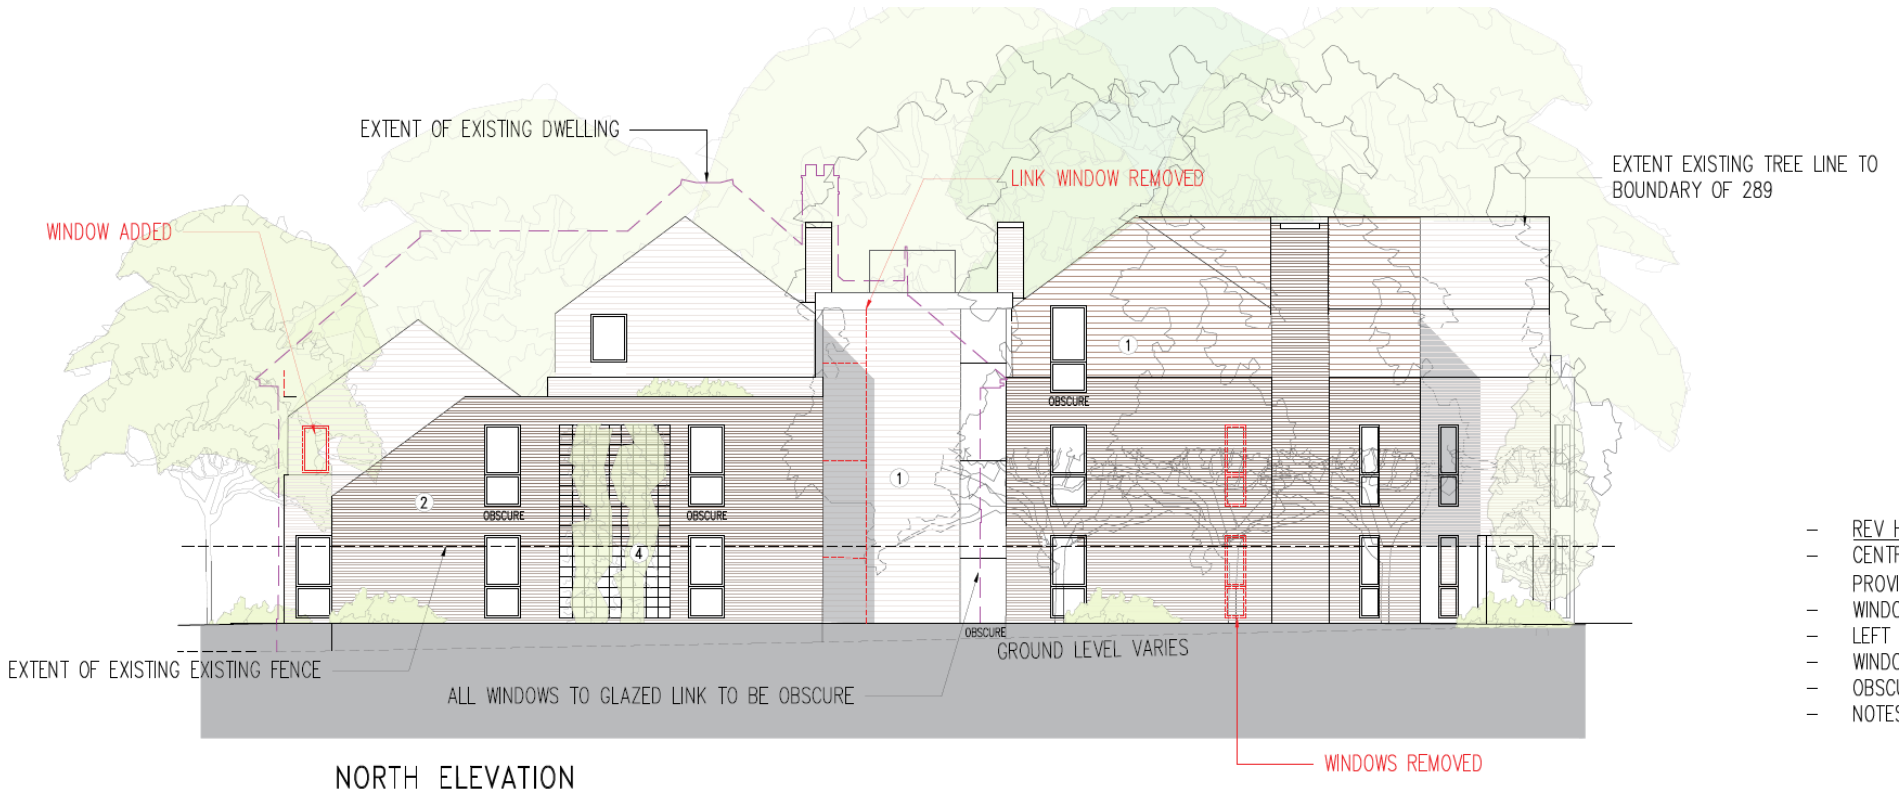 EXTENT OF EXISTING DWELLING
LINK WINDOW REMOVED
EXTENT EXISTING TREE LINE TO
BOUNDARY OF 289
WINDOW ADDED
1
OBSCURE
2
OBSCURE
OBSCURE
1
4
OBSCURE
GROUND LEVEL VARIES
EXTENT OF EXISTING EXISTING FENCE
ALL WINDOWS TO GLAZED LINK TO BE OBSCURE
WINDOWS REMOVED
NORTH ELEVATION
– REV H
– CENTR
PROVI
– WINDO
– LEFT
– WINDO
– OBSCU
– NOTES